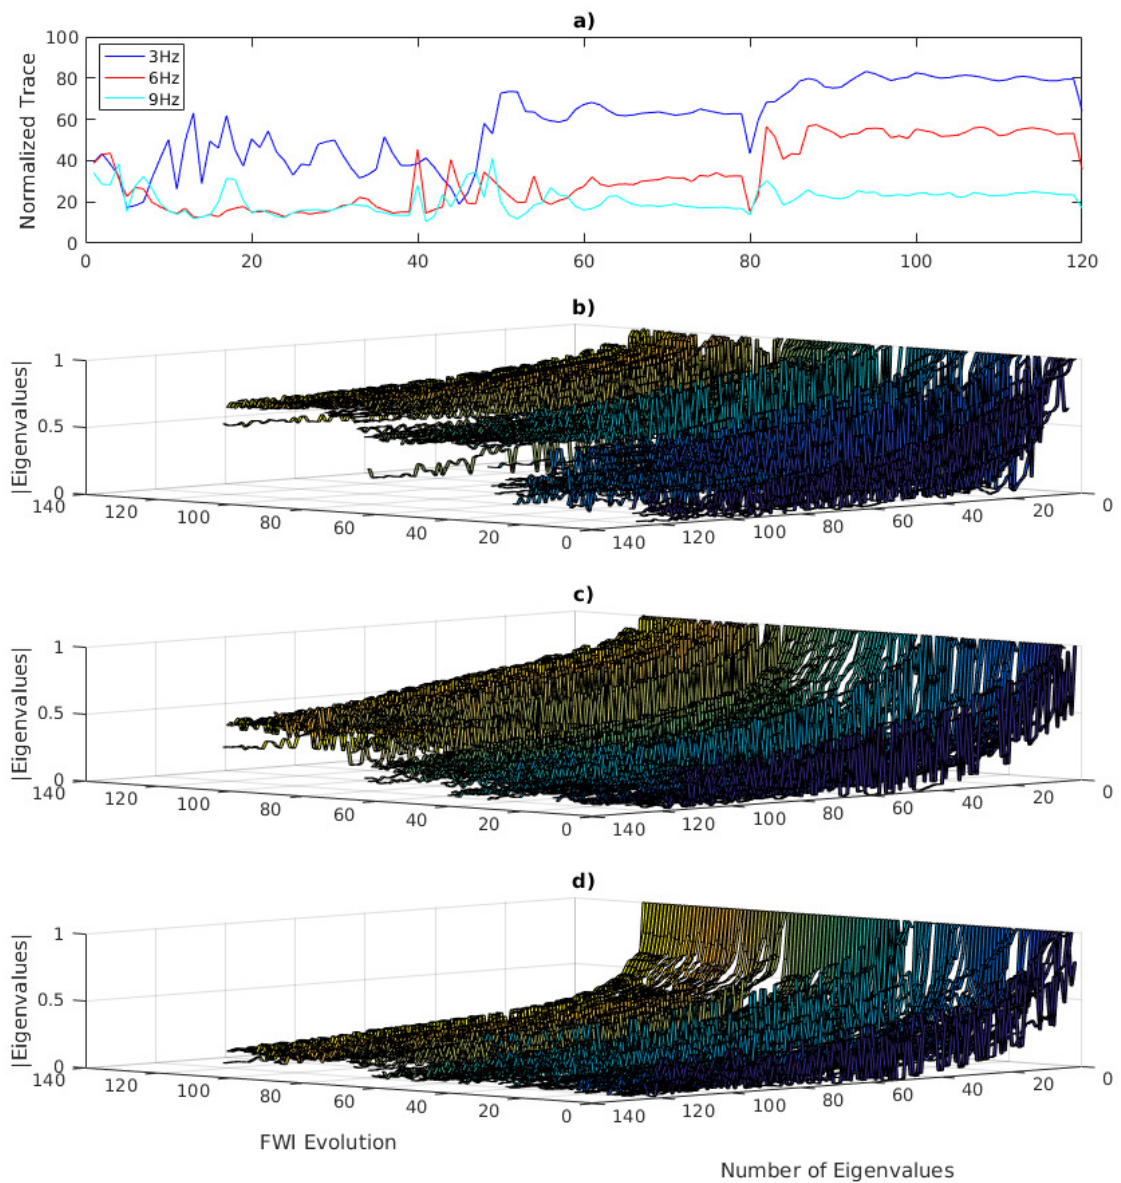 a)
100
80
60
40
20
0
Normalized Trace
3Hz
6Hz
9Hz
0 20 40 60 80 100 120
b)
1
0.5
0
|Eigenvalues|
140 120 100 80 60 40 20 0
140 120 100 80 60 40 20 0
c)
1
0.5
0
|Eigenvalues|
140 120 100 80 60 40 20 0
140 120 100 80 60 40 20 0
d)
1
0.5
0
|Eigenvalues|
140 120 100 80 60 40 20 0
140 120 100 80 60 40 20 0
FWI Evolution
Number of Eigenvalues